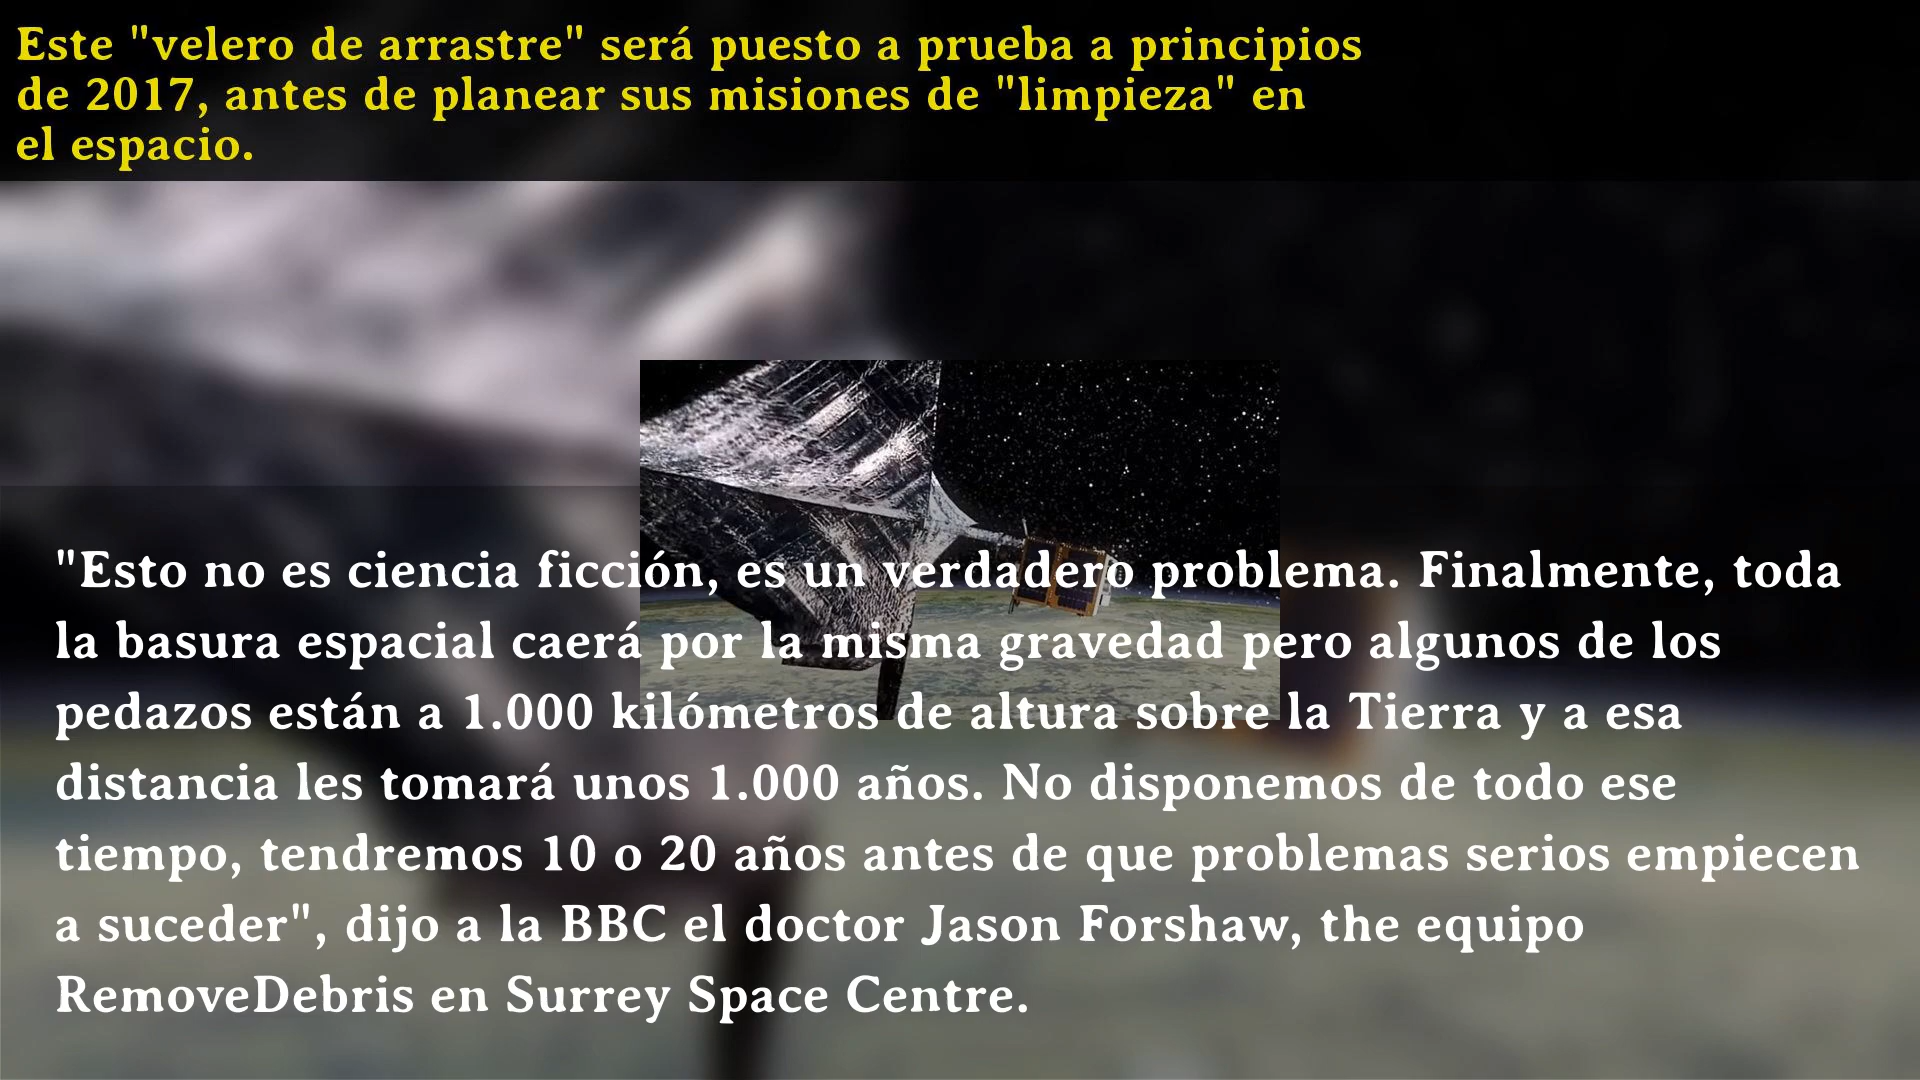 Este "velero de arrastre" será puesto a prueba a principios
de 2017, antes de planear sus misiones de "limpieza" en
el espacio.
"Esto no es ciencia ficción, es un verdadero problema. Finalmente, toda
la basura espacial caerá por la misma gravedad pero algunos de los
pedazos están a 1.000 kilómetros de altura sobre la Tierra y a esa
distancia les tomará unos 1.000 años. No disponemos de todo ese
tiempo, tendremos 10 o 20 años antes de que problemas serios empiecen
a suceder", dijo a la BBC el doctor Jason Forshaw, the equipo
RemoveDebris en Surrey Space Centre.